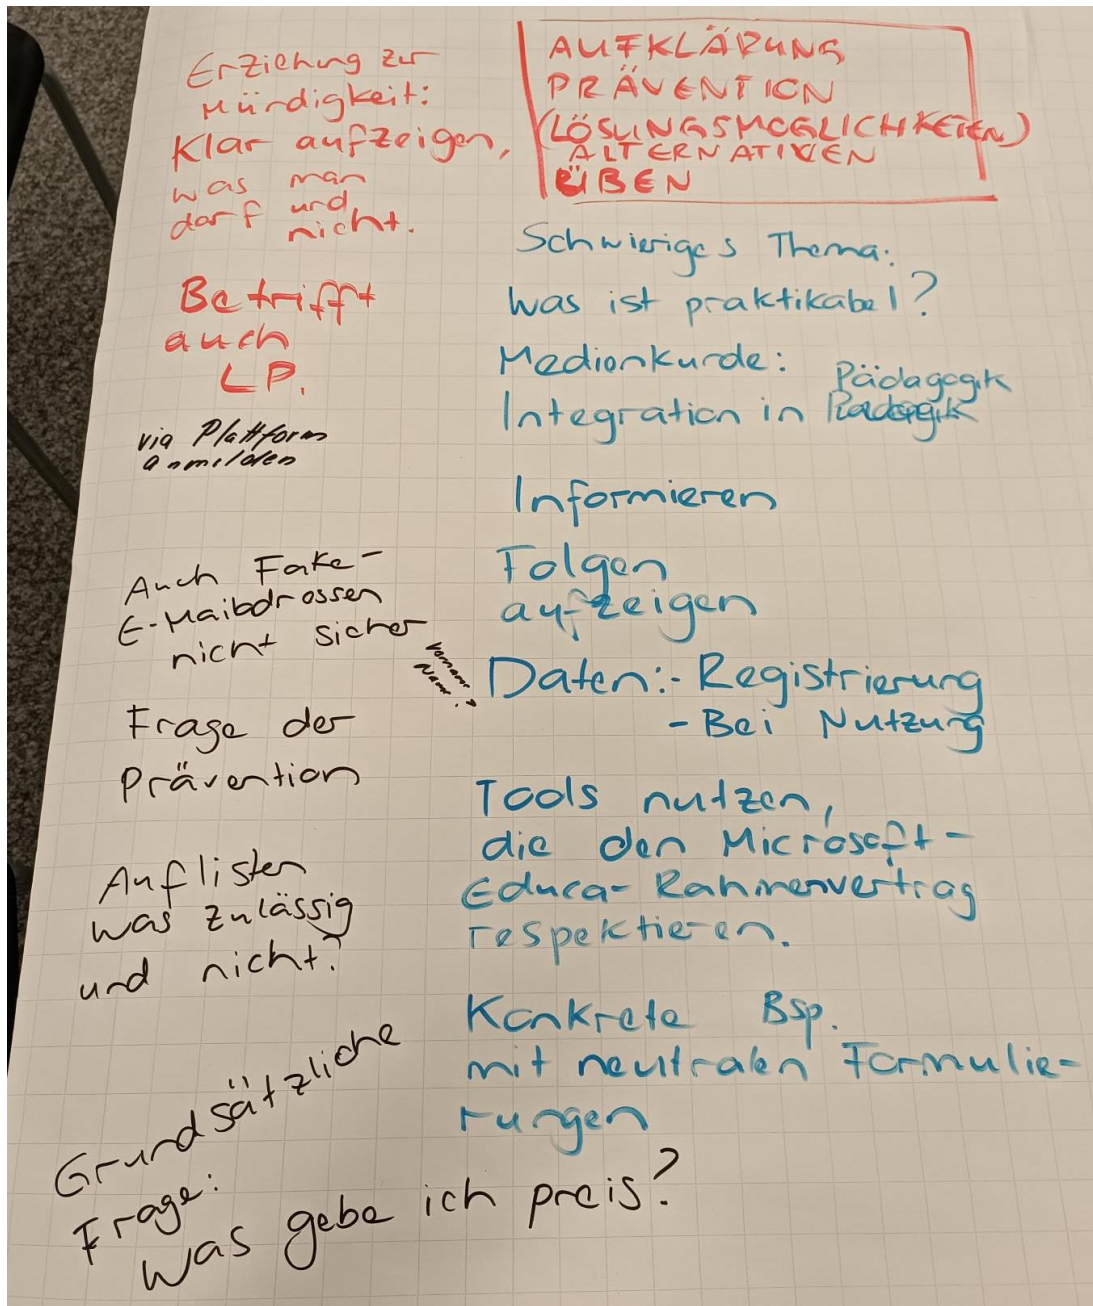 Erziehung zur
Mürdigkeit:
Klar aufzeigen,
was man
darf und
nicht.
Betrifft
auch
LP.
via Plattform
anmelden
Auch Fake-
E-Mailadressen
nicht sicher
Vorname
Name?
Frage der
Prävention
Auflisten
was zulässig
und nicht?
Grundsätzliche
Frage:
Was gebe ich preis?
AUFKLÄRUNG
PRÄVENTION
(LÖSUNGSMÖGLICHKEITEN)
ALTERNATIVEN
ÜBEN
Schwieriges Thema:
Was ist praktikabel?
Medienkunde:
Pädagogik
Integration in
Informieren
Folgen
aufzeigen
Daten:- Registrierung
- Bei Nutzung
Tools nutzen,
die den Microsoft-
Educa-Rahmenvertrag
respektieren.
Konkrete Bsp.
mit neutralen Formulie-
rungen